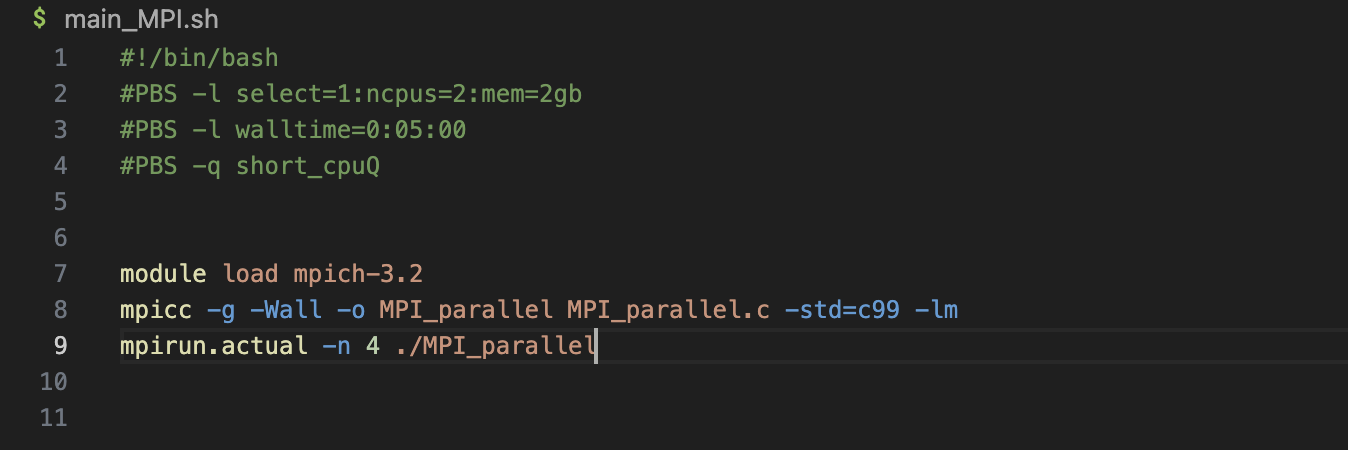 $ main_MPI.sh
1 #!/bin/bash
2 #PBS -l select=1:ncpus=2:mem=2gb
3 #PBS -l walltime=0:05:00
4 #PBS -q short_cpuQ
5
6
7 module load mpich-3.2
8 mpicc -g -Wall -o MPI_parallel MPI_parallel.c -std=c99 -lm
9 mpirun.actual -n 4 ./MPI_parallel
10
11